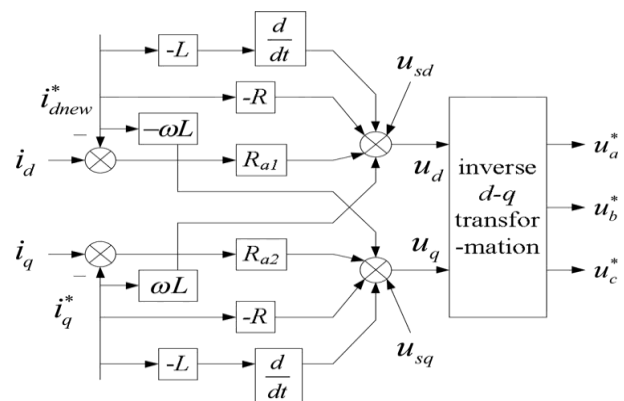 -L
d
dt
u_sd
i*_dnew
-R
−
−ωL
i_d
R_a1
u_d
inverse
d-q
transfor
-mation
u*_a
u*_b
u*_c
i_q
R_a2
u_q
−
ωL
i*_q
-R
-L
d
dt
u_sq